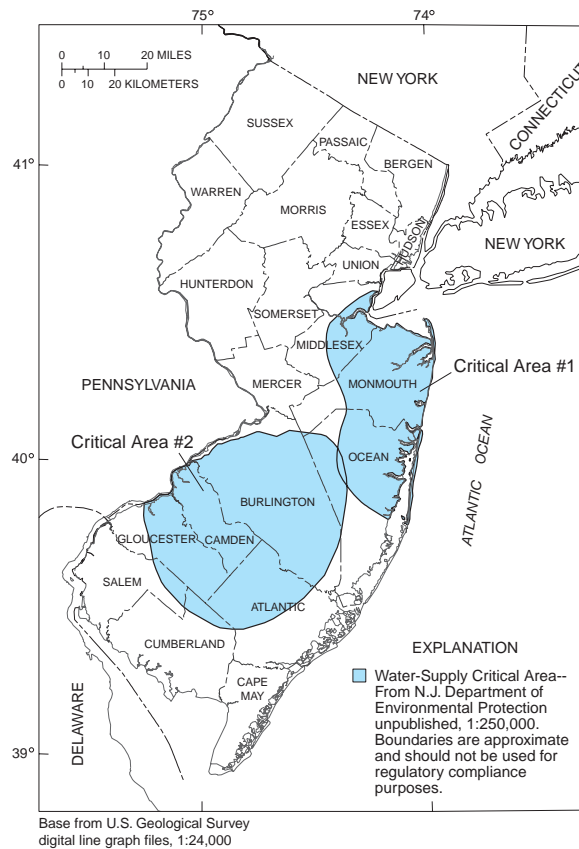 75°
74°
0 10 20 MILES
0 10 20 KILOMETERS
NEW YORK
CONNECTICUT
SUSSEX
PASSAIC
BERGEN
41°
WARREN
MORRIS
ESSEX
HUDSON
NEW YORK
UNION
HUNTERDON
SOMERSET
MIDDLESEX
Critical Area #1
PENNSYLVANIA
MERCER
MONMOUTH
Critical Area #2
40°
OCEAN
ATLANTIC OCEAN
BURLINGTON
GLOUCESTER
CAMDEN
SALEM
ATLANTIC
CUMBERLAND
CAPE
MAY
DELAWARE
39°
EXPLANATION
Water-Supply Critical Area--
From N.J. Department of
Environmental Protection
unpublished, 1:250,000.
Boundaries are approximate
and should not be used for
regulatory compliance
purposes.
Base from U.S. Geological Survey
digital line graph files, 1:24,000